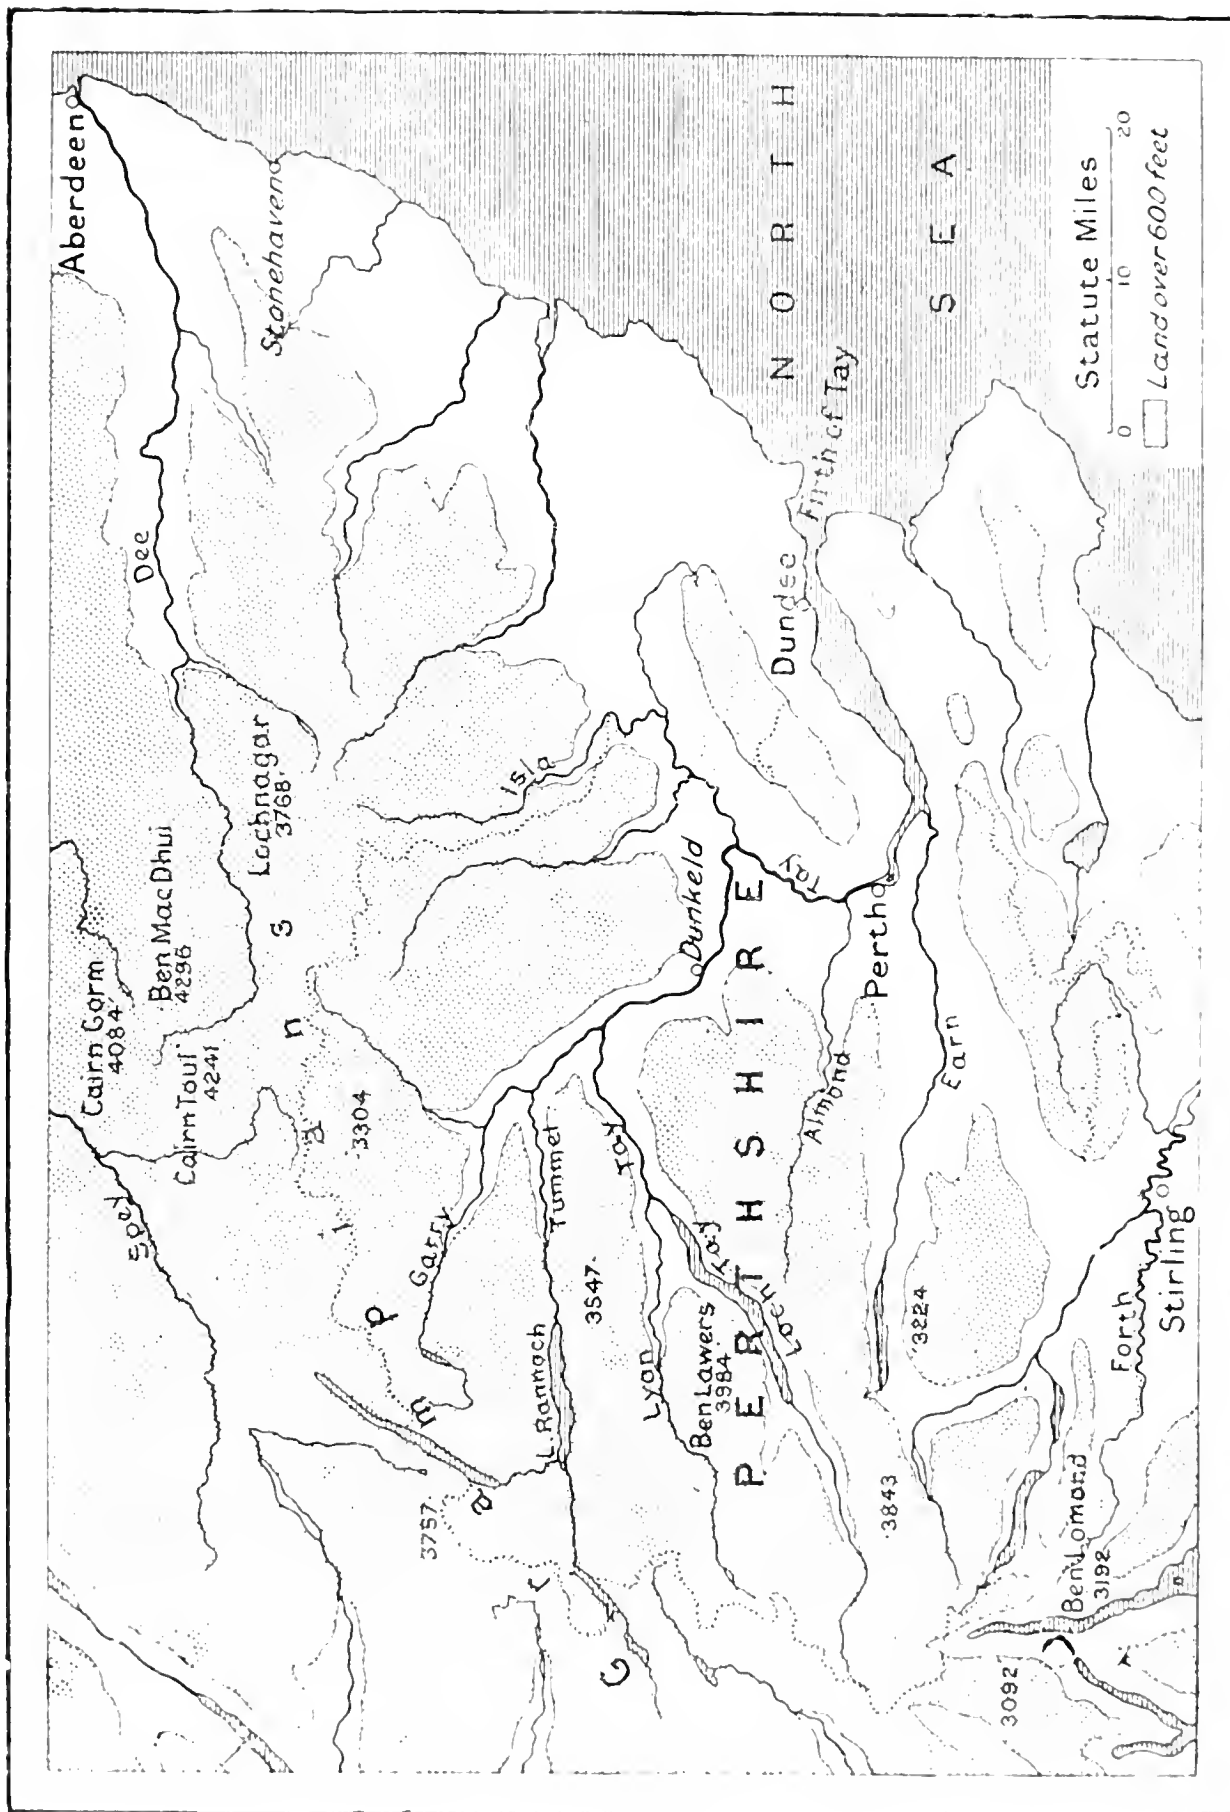 Aberdeen
Stonehaven
Dee
Cairn Gorm
4084
Ben Mac Dhui
4296
Cairn Toul
4241
Lochnagar
3768
Spey
Grampians
3304
Isla
Garry
Tummel
L. Rannoch
3757
3547
Tay
Lyon
Ben Lawers
3984
Loch Tay
Dunkeld
Tay
PERTHSHIRE
Almond
Perth
Earn
Dundee
Firth of Tay
NORTH
SEA
3224
3843
Forth
Stirling
Ben Lomond
3192
3092
Statute Miles
0 10 20
Land over 600 feet